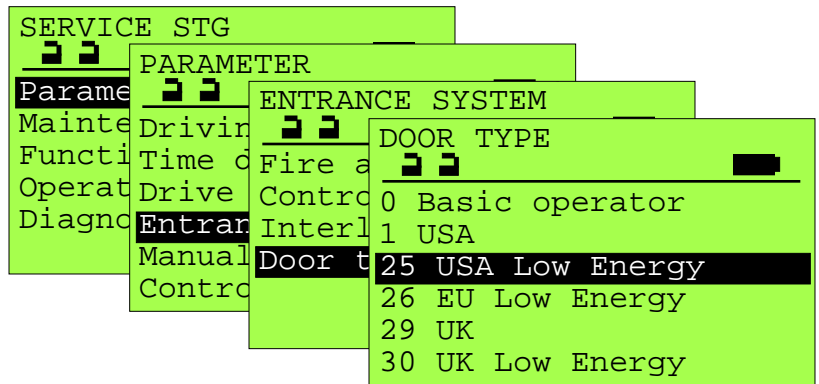 SERVICE STG
Parame
Mainte
Functi
Operat
Diagno
PARAMETER
Drivin
Time d
Drive
Entran
Manual
Contro
ENTRANCE SYSTEM
Fire a
Contro
Interl
Door t
DOOR TYPE
0 Basic operator
1 USA
25 USA Low Energy
26 EU Low Energy
29 UK
30 UK Low Energy